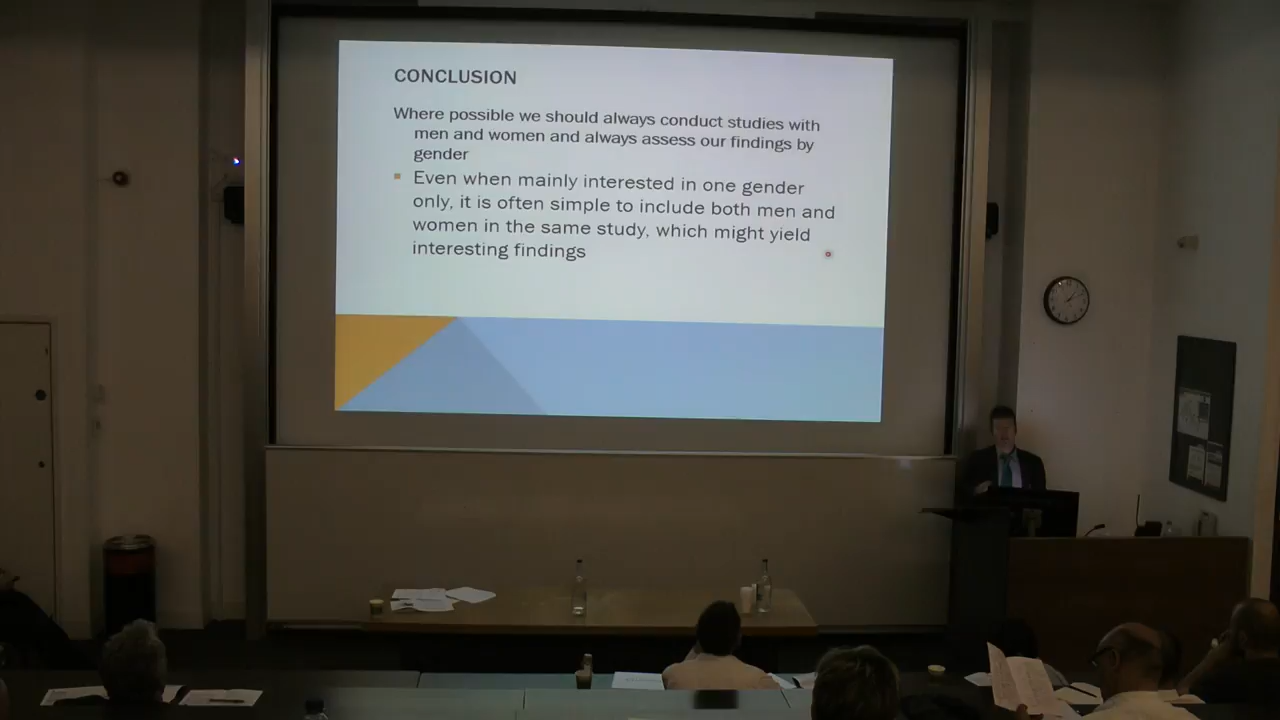 CONCLUSION
Where possible we should always conduct studies with
men and women and always assess our findings by
gender
Even when mainly interested in one gender
only, it is often simple to include both men and
women in the same study, which might yield
interesting findings